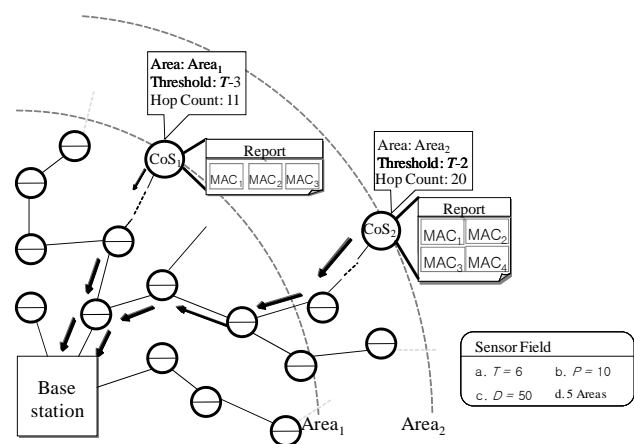 Area: Area₁
Threshold: T-3
Hop Count: 11
CoS₁
Report
MAC₁ MAC₂ MAC₃
Area: Area₂
Threshold: T-2
Hop Count: 20
CoS₂
Report
MAC₁ MAC₂
MAC₃ MAC₄
Base
station
Area₁
Area₂
Sensor Field
a. T = 6 b. P = 10
c. D = 50 d. 5 Areas